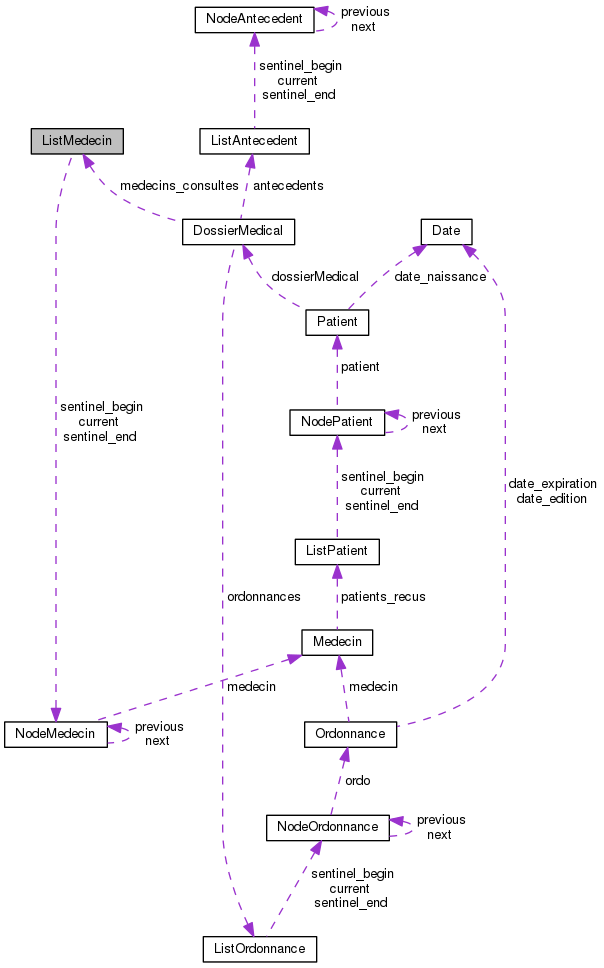 NodeAntecedent
previous
next
sentinel_begin
current
sentinel_end
ListMedecin
ListAntecedent
medecins_consultes
antecedents
DossierMedical
Date
dossierMedical
date_naissance
Patient
patient
NodePatient
previous
next
sentinel_begin
current
sentinel_end
sentinel_begin
current
sentinel_end
date_expiration
date_edition
ListPatient
ordonnances
patients_recus
Medecin
medecin
medecin
NodeMedecin
previous
next
Ordonnance
ordo
NodeOrdonnance
previous
next
sentinel_begin
current
sentinel_end
ListOrdonnance